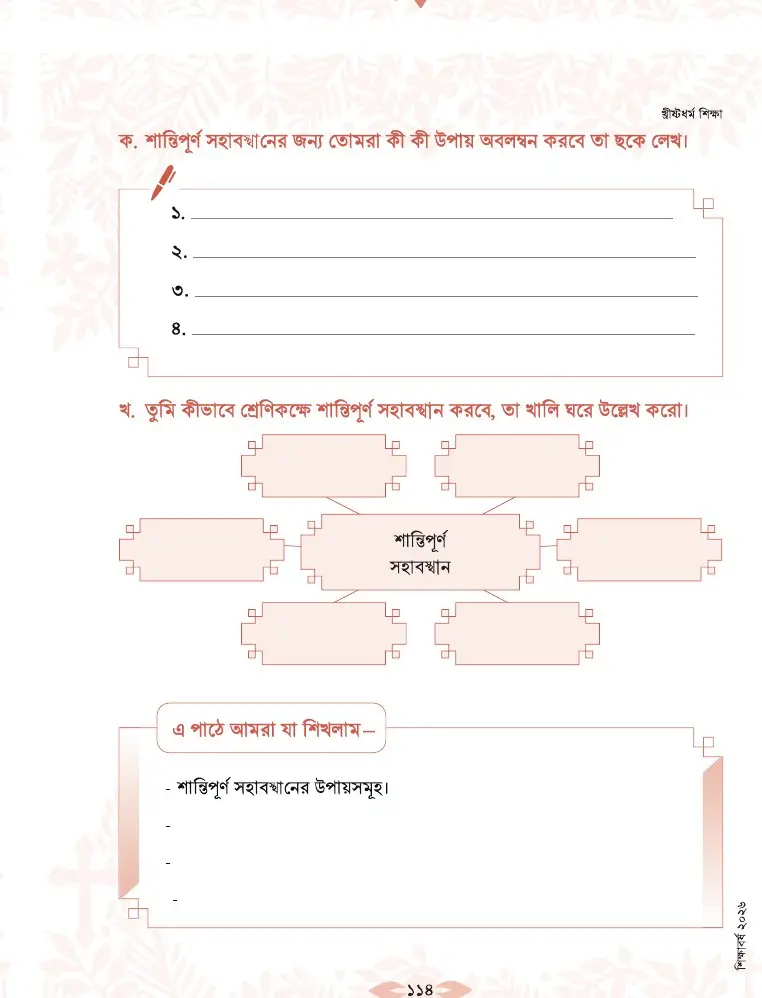 খ্রীষ্টধর্ম শিক্ষা
ক. শান্তিপূর্ণ সহাবস্থানের জন্য তোমরা কী কী উপায় অবলম্বন করবে তা ছকে লেখ।
১.
২.
৩.
৪.
খ. তুমি কীভাবে শ্রেণিকক্ষে শান্তিপূর্ণ সহাবস্থান করবে, তা খালি ঘরে উল্লেখ করো।
শান্তিপূর্ণ
সহাবস্থান
এ পাঠে আমরা যা শিখলাম–
- শান্তিপূর্ণ সহাবস্থানের উপায়সমূহ।
-
-
-
শিক্ষাবর্ষ ২০২৬
১১৪